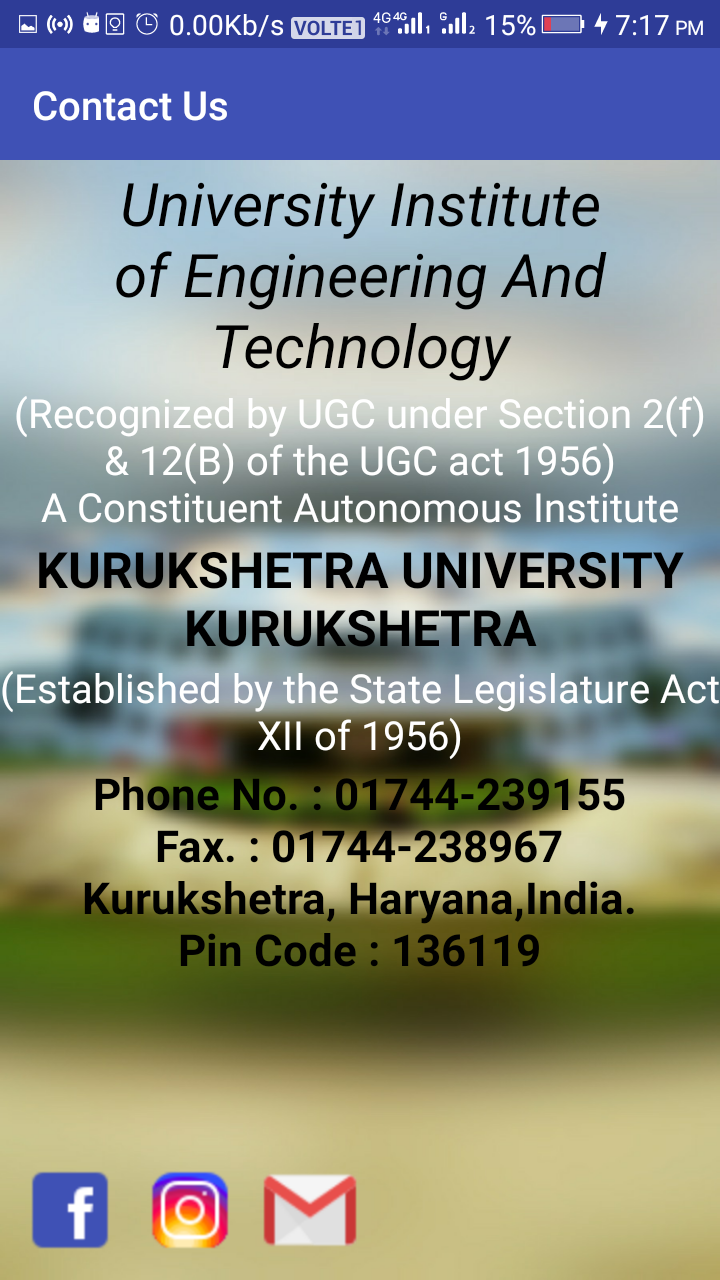 0.00Kb/s VOLTE1 4G 4G 1 G 2 15% 7:17 PM
Contact Us
University Institute
of Engineering And
Technology
(Recognized by UGC under Section 2(f)
& 12(B) of the UGC act 1956)
A Constituent Autonomous Institute
KURUKSHETRA UNIVERSITY
KURUKSHETRA
(Established by the State Legislature Act
XII of 1956)
Phone No. : 01744-239155
Fax. : 01744-238967
Kurukshetra, Haryana,India.
Pin Code : 136119